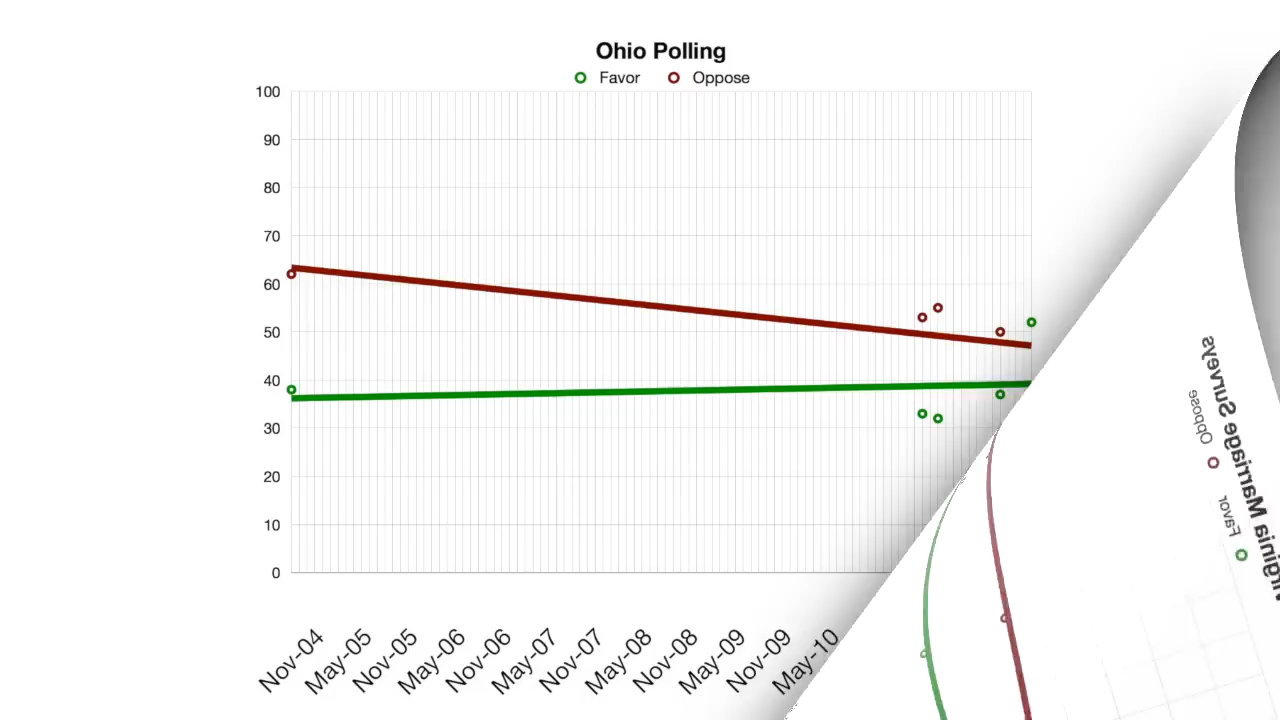 Ohio Polling
Favor Oppose
100
90
80
70
60
50
40
30
20
10
0
Nov-04 May-05 Nov-05 May-06 Nov-06 May-07 Nov-07 May-08 Nov-08 May-09 Nov-09 May-10
Marriage Surveys
Favor Oppose